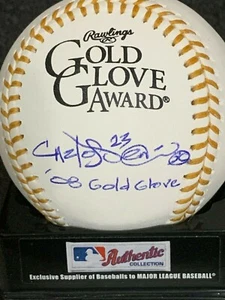 Rawlings
GOLD GLOVE
AWARD®
23
'08 Gold Glove
Authentic
COLLECTION
Exclusive Supplier of Baseballs to MAJOR LEAGUE BASEBALL®